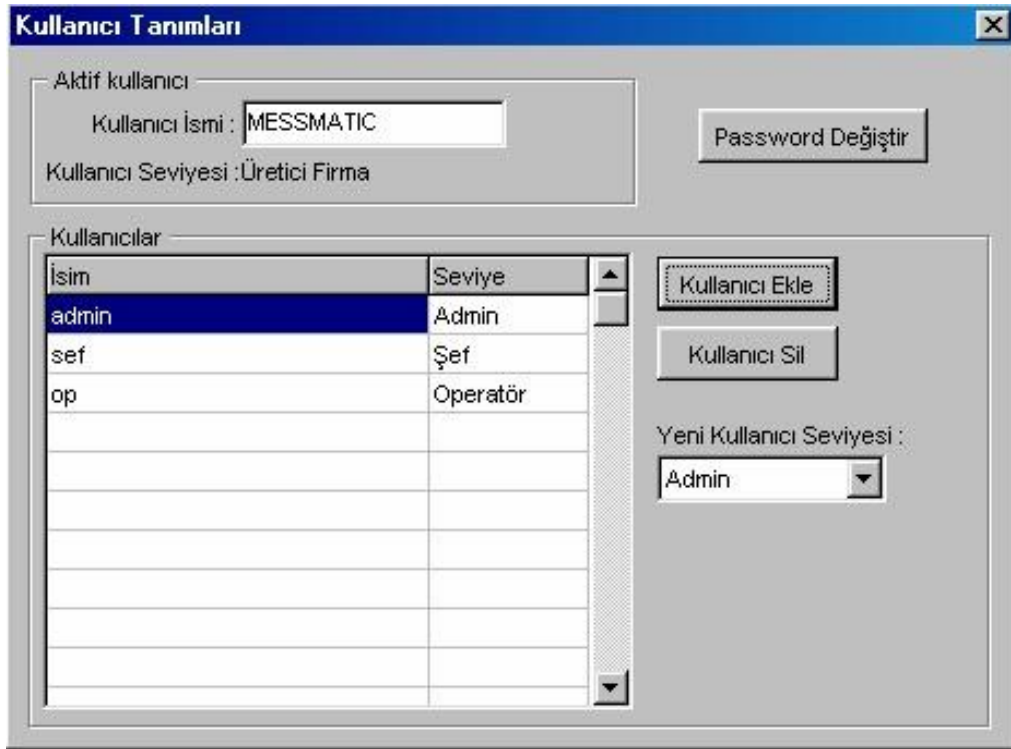 Kullanıcı Tanımları
Aktif kullanıcı
Kullanıcı İsmi : MESSMATIC
Password Değiştir
Kullanıcı Seviyesi :Üretici Firma
Kullanıcılar
İsim Seviye
Kullanıcı Ekle
admin Admin
sef Şef
Kullanıcı Sil
op Operatör
Yeni Kullanıcı Seviyesi :
Admin